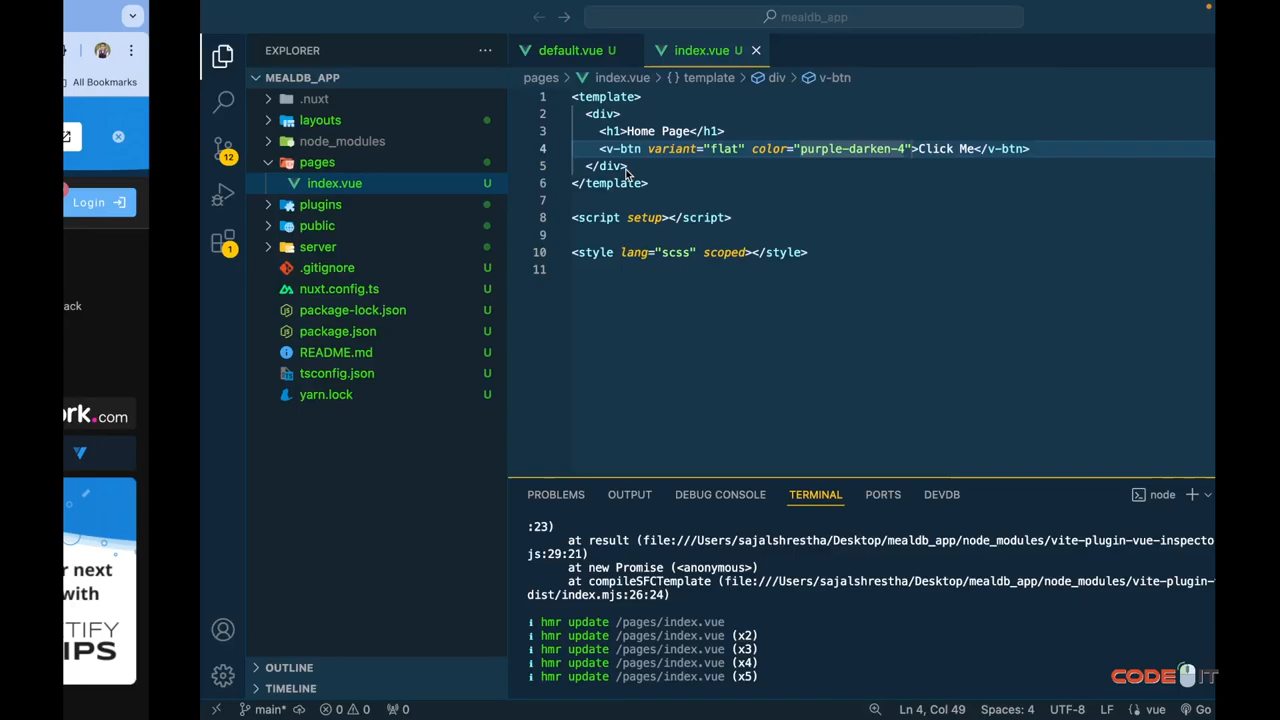 mealdb_app
All Bookmarks
Login
ack
rk.com
r next
with
TIFY
IPS
EXPLORER
MEALDB_APP
.nuxt
layouts
node_modules
pages
index.vue U
plugins
public
server
.gitignore U
nuxt.config.ts U
package-lock.json U
package.json U
README.md U
tsconfig.json U
yarn.lock U
OUTLINE
TIMELINE
12
1
default.vue U
index.vue U
pages > index.vue > {} template > div > v-btn
1 <template>
2 <div>
3 <h1>Home Page</h1>
4 <v-btn variant="flat" color="purple-darken-4">Click Me</v-btn>
5 </div>
6 </template>
7
8 <script setup></script>
9
10 <style lang="scss" scoped></style>
11
PROBLEMS OUTPUT DEBUG CONSOLE TERMINAL PORTS DEVDB node
:23)
at result (file:///Users/sajalshrestha/Desktop/mealdb_app/node_modules/vite-plugin-vue-inspecto
js:29:21)
at new Promise (<anonymous>)
at compileSFCTemplate (file:///Users/sajalshrestha/Desktop/mealdb_app/node_modules/vite-plugin-
dist/index.mjs:26:24)
i hmr update /pages/index.vue
i hmr update /pages/index.vue (x2)
i hmr update /pages/index.vue (x3)
i hmr update /pages/index.vue (x4)
i hmr update /pages/index.vue (x5)
CODE IT
main* 0 0 0 Ln 4, Col 49 Spaces: 4 UTF-8 LF {} vue Go